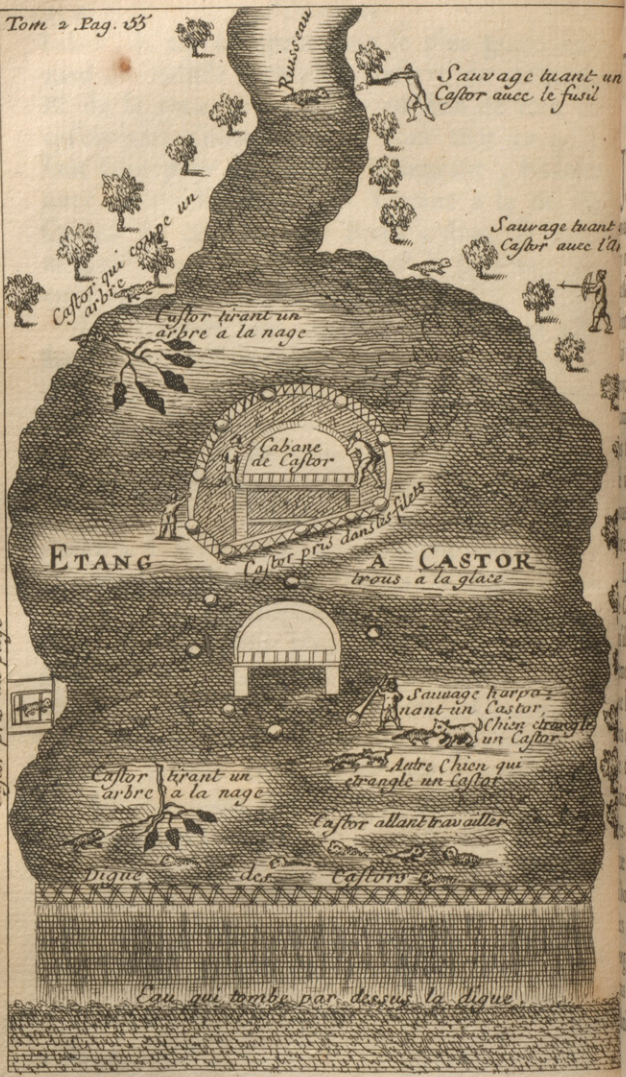 Tom 2. Pag. 155
Ruisseau
Sauvage tuant un
Castor avec le fusil
Sauvage tuant
Castor avec
Castor qui coupe un
arbre
Castor tirant un
arbre a la nage
Cabane
de Castor
Castor pris dans les filets
ETANG A CASTOR
trous a la glace
Sauvage harpo=
nant un Castor
Chien etrangle
un Castor
Autre Chien qui
etrangle un Castor
Castor tirant un
arbre a la nage
Castor allant travailler
Digue des Castors
Eau qui tombe par dessus la digue.